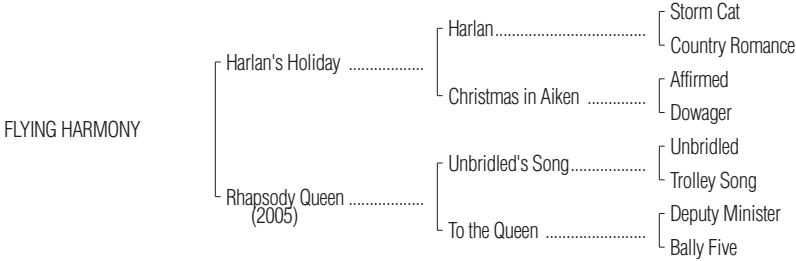 Storm Cat
Harlan....................................
Country Romance
Harlan's Holiday ..................
Affirmed
Christmas in Aiken ..............
Dowager
FLYING HARMONY
Unbridled
Unbridled's Song..................
Trolley Song
Rhapsody Queen ..................
(2005)
Deputy Minister
To the Queen ........................
Bally Five